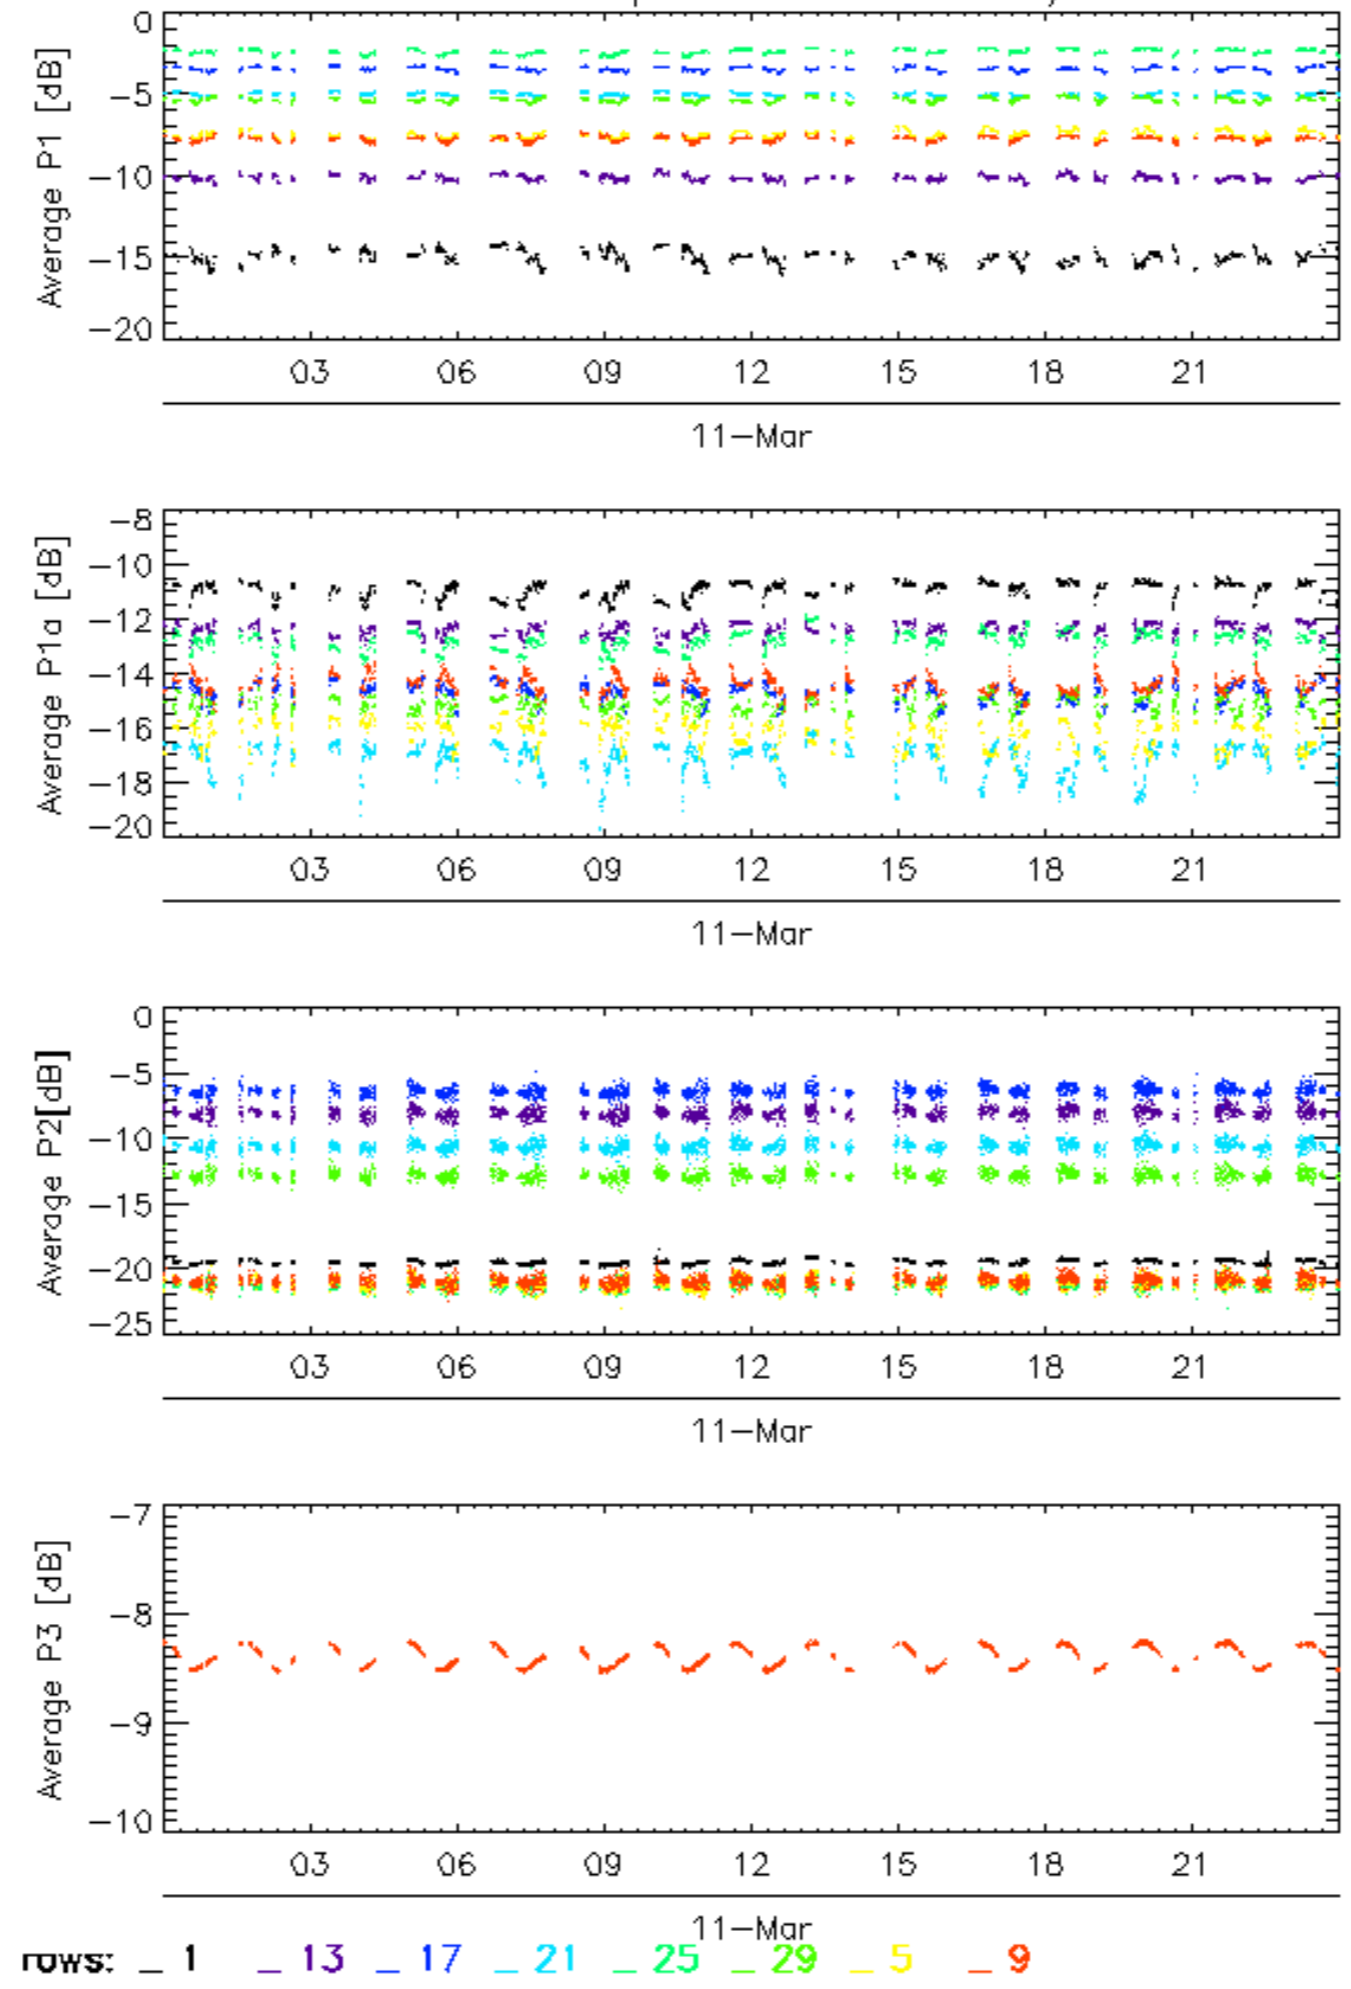 0
−5
−10
−15
−20
Average P1 [dB]
03 06 09 12 15 18 21
11−Mar
−8
−10
−12
−14
−16
−18
−20
Average P1a [dB]
03 06 09 12 15 18 21
11−Mar
0
−5
−10
−15
−20
−25
Average P2[dB]
03 06 09 12 15 18 21
11−Mar
−7
−8
−9
−10
Average P3 [dB]
03 06 09 12 15 18 21
11−Mar
rows: _ 1 _ 13 _ 17 _ 21 _ 25 _ 29 _ 5 _ 9